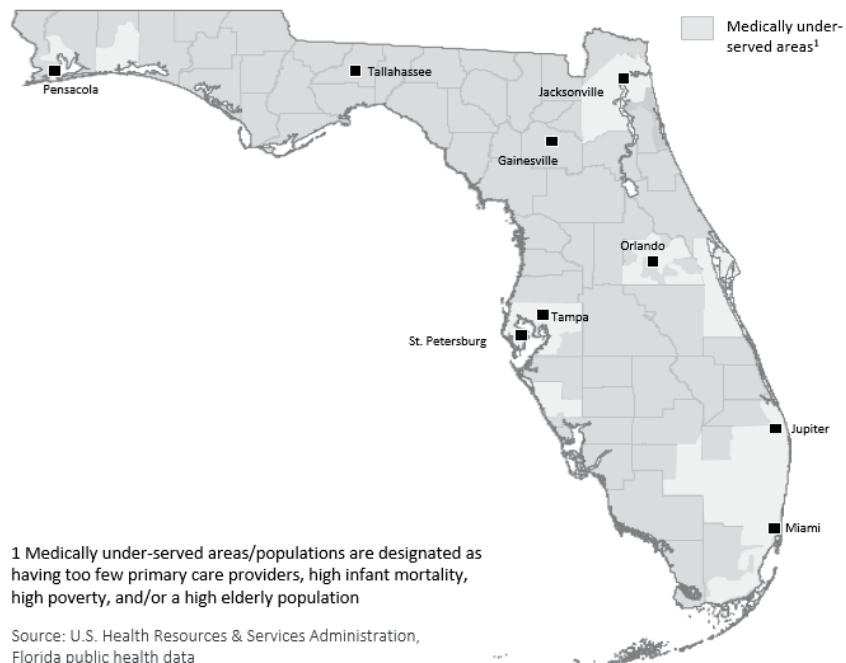 Medically under-
served areas1
Pensacola
Tallahassee
Jacksonville
Gainesville
Orlando
Tampa
St. Petersburg
Jupiter
Miami
1 Medically under-served areas/populations are designated as
having too few primary care providers, high infant mortality,
high poverty, and/or a high elderly population
Source: U.S. Health Resources & Services Administration,
Florida public health data